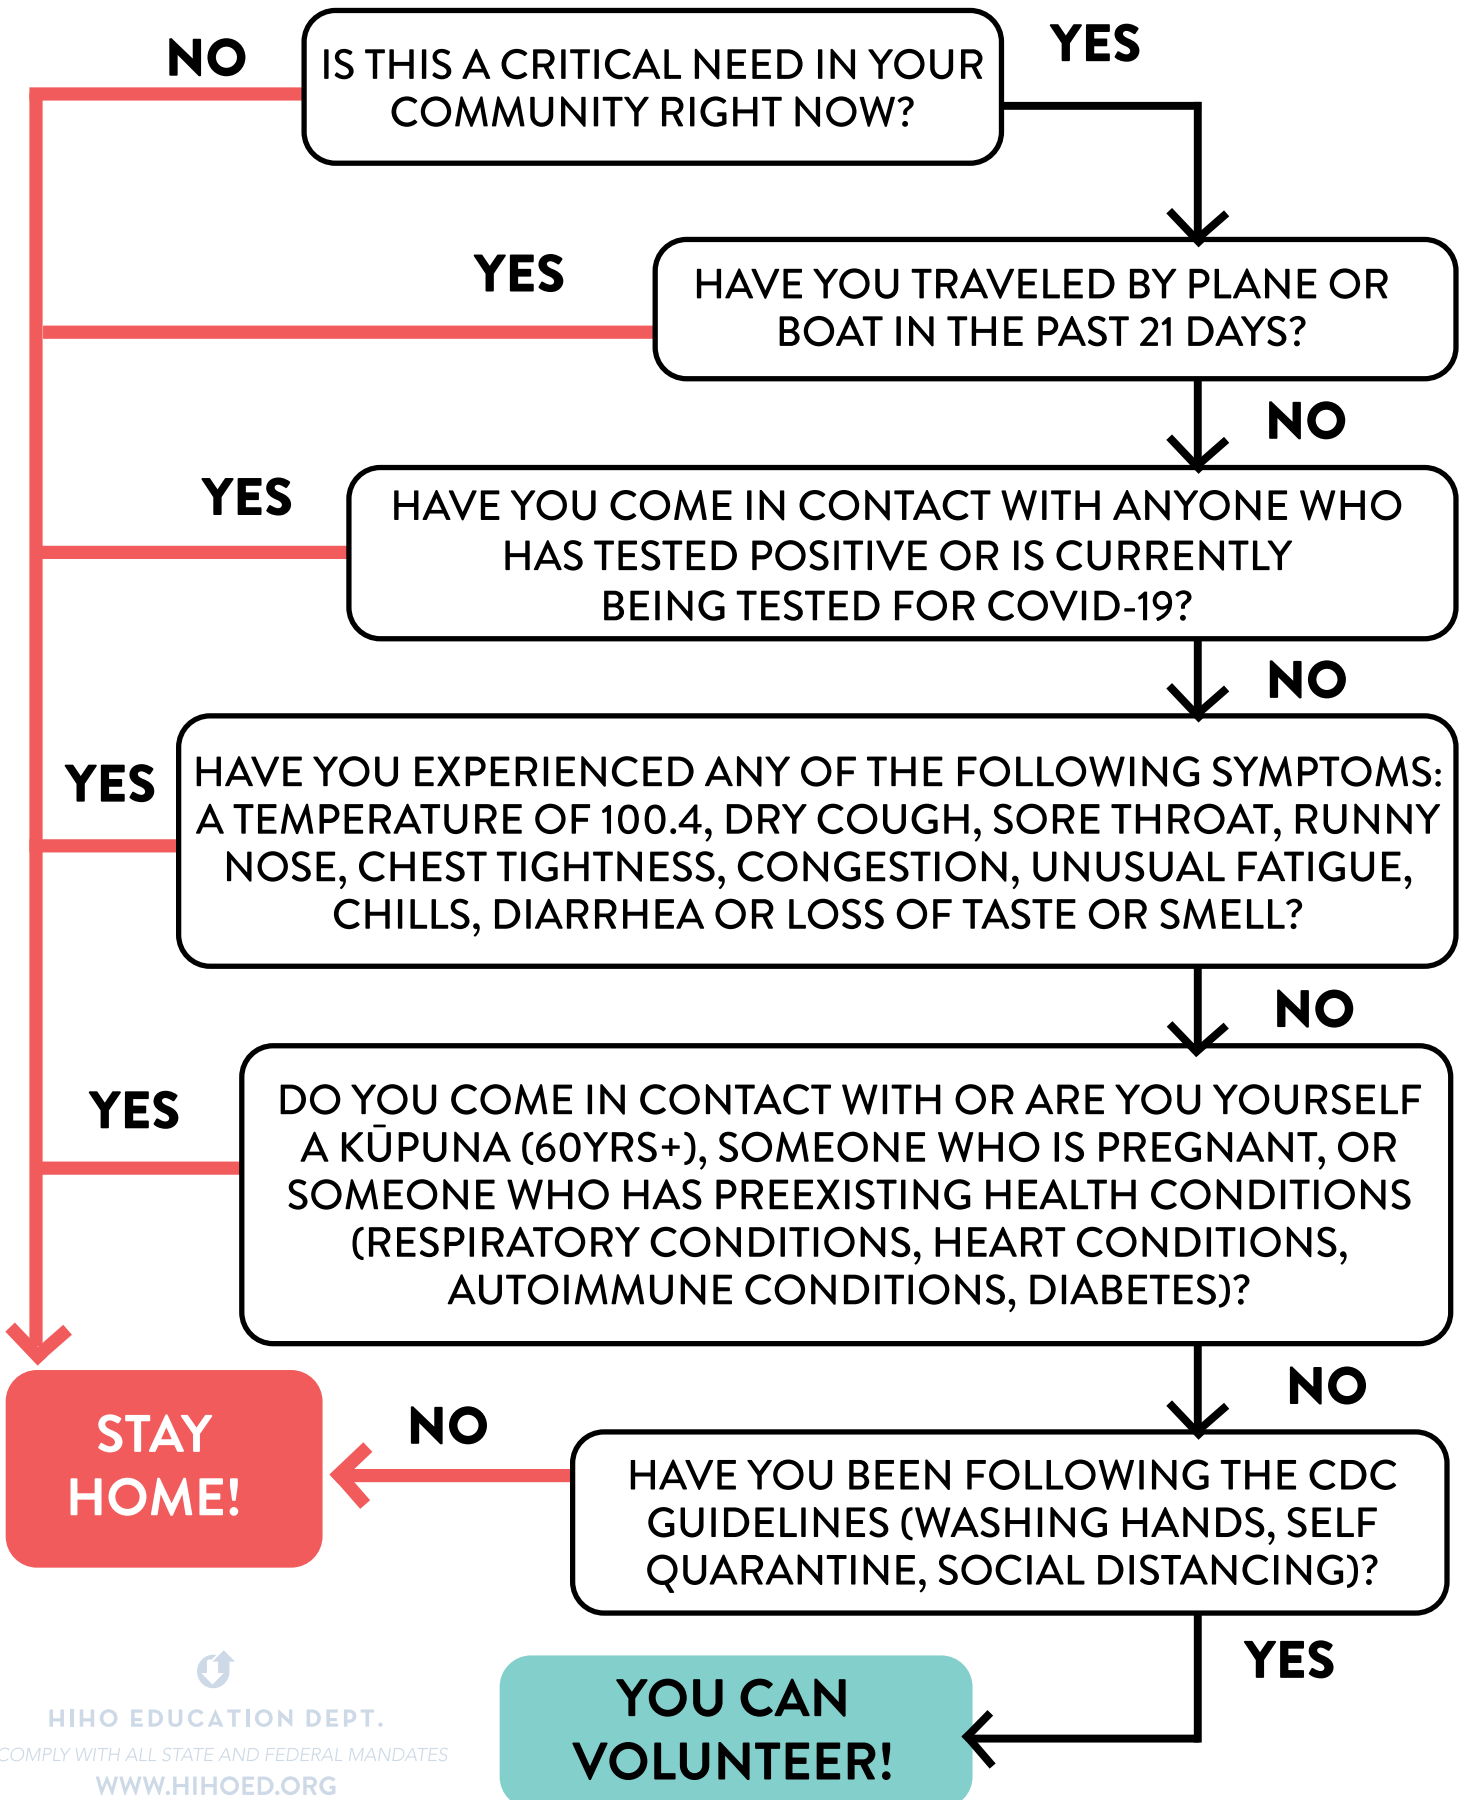 NO
IS THIS A CRITICAL NEED IN YOUR
COMMUNITY RIGHT NOW?
YES
YES
HAVE YOU TRAVELED BY PLANE OR
BOAT IN THE PAST 21 DAYS?
NO
YES
HAVE YOU COME IN CONTACT WITH ANYONE WHO
HAS TESTED POSITIVE OR IS CURRENTLY
BEING TESTED FOR COVID-19?
NO
YES
HAVE YOU EXPERIENCED ANY OF THE FOLLOWING SYMPTOMS:
A TEMPERATURE OF 100.4, DRY COUGH, SORE THROAT, RUNNY
NOSE, CHEST TIGHTNESS, CONGESTION, UNUSUAL FATIGUE,
CHILLS, DIARRHEA OR LOSS OF TASTE OR SMELL?
NO
YES
DO YOU COME IN CONTACT WITH OR ARE YOU YOURSELF
A KŪPUNA (60YRS+), SOMEONE WHO IS PREGNANT, OR
SOMEONE WHO HAS PREEXISTING HEALTH CONDITIONS
(RESPIRATORY CONDITIONS, HEART CONDITIONS,
AUTOIMMUNE CONDITIONS, DIABETES)?
NO
STAY
HOME!
NO
HAVE YOU BEEN FOLLOWING THE CDC
GUIDELINES (WASHING HANDS, SELF
QUARANTINE, SOCIAL DISTANCING)?
YES
YOU CAN
VOLUNTEER!
HIHO EDUCATION DEPT.
COMPLY WITH ALL STATE AND FEDERAL MANDATES
WWW.HIHOED.ORG